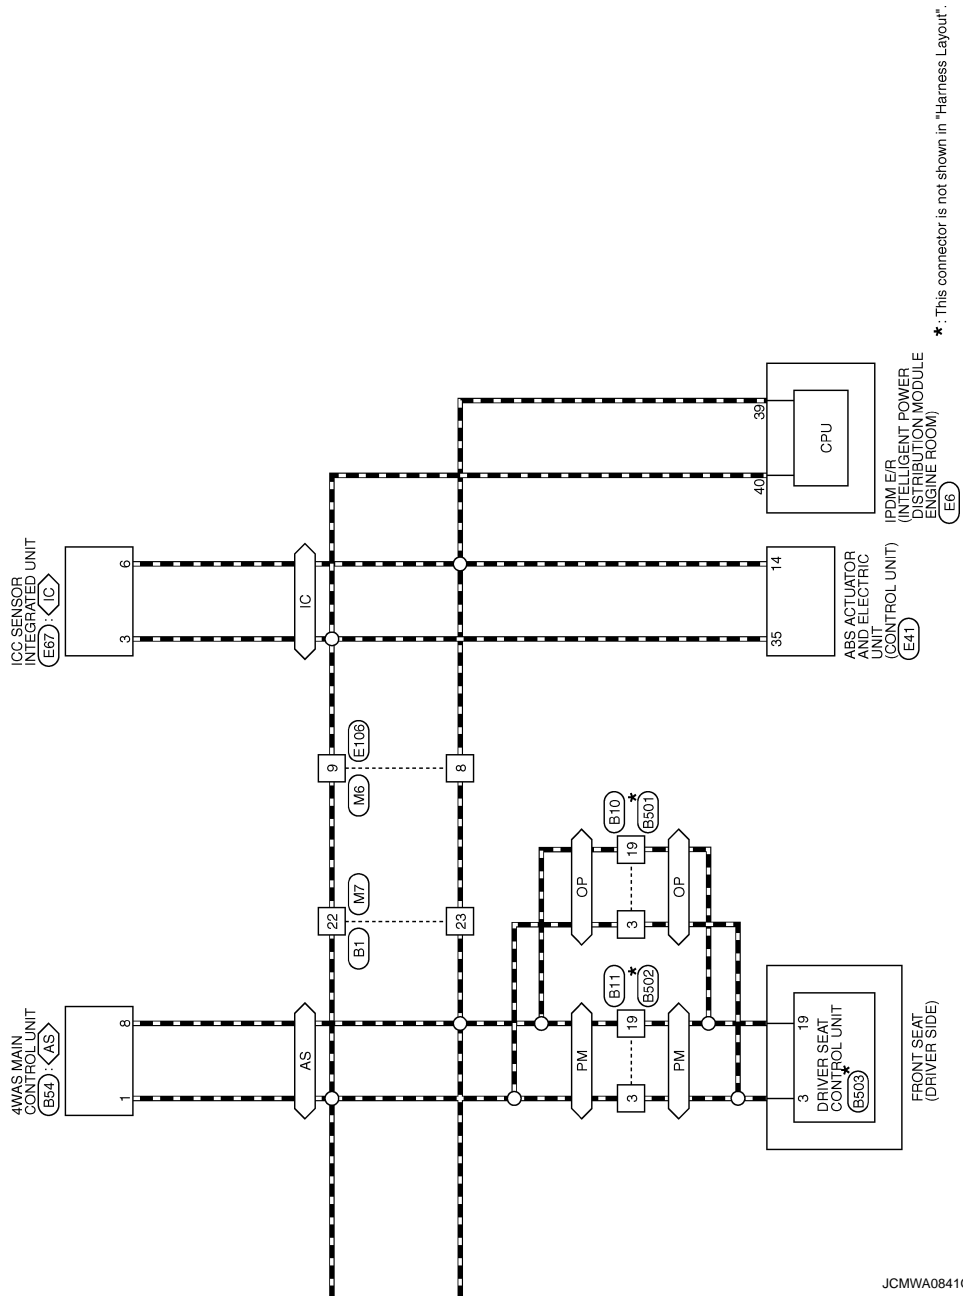 *: This connector is not shown in "Harness Layout".
ICC SENSOR
INTEGRATED UNIT
E67 : IC
3
6
IC
39
40
CPU
IPDM E/R
(INTELLIGENT POWER
DISTRIBUTION MODULE
ENGINE ROOM)
E6
35
14
ABS ACTUATOR
AND ELECTRIC
UNIT
(CONTROL UNIT)
E41
9
8
M6
E106
22
23
B1
M7
4WAS MAIN
CONTROL UNIT
B54 : AS
1
8
AS
OP
3
19
B10
*
B501
OP
PM
3
19
B11
*
B502
PM
3
19
DRIVER SEAT
CONTROL UNIT
*
B503
FRONT SEAT
(DRIVER SIDE)